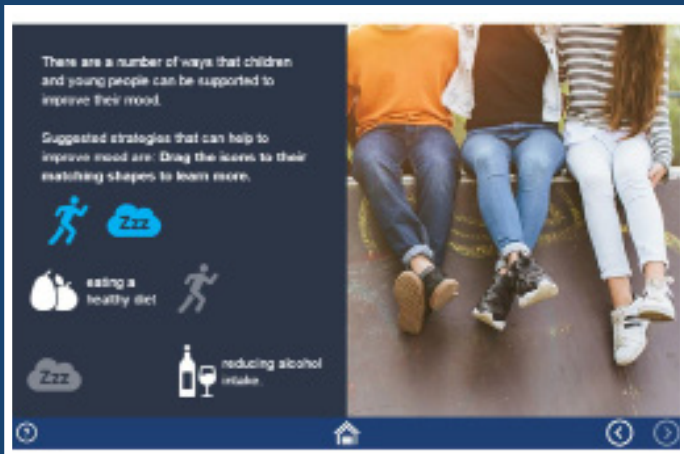 There are a number of ways that children
and young people can be supported to
improve their mood.
Suggested strategies that can help to
improve mood are: Drag the icons to their
matching shapes to learn more.
Zzz
eating a
healthy diet
Zzz
reducing alcohol
intake.
?